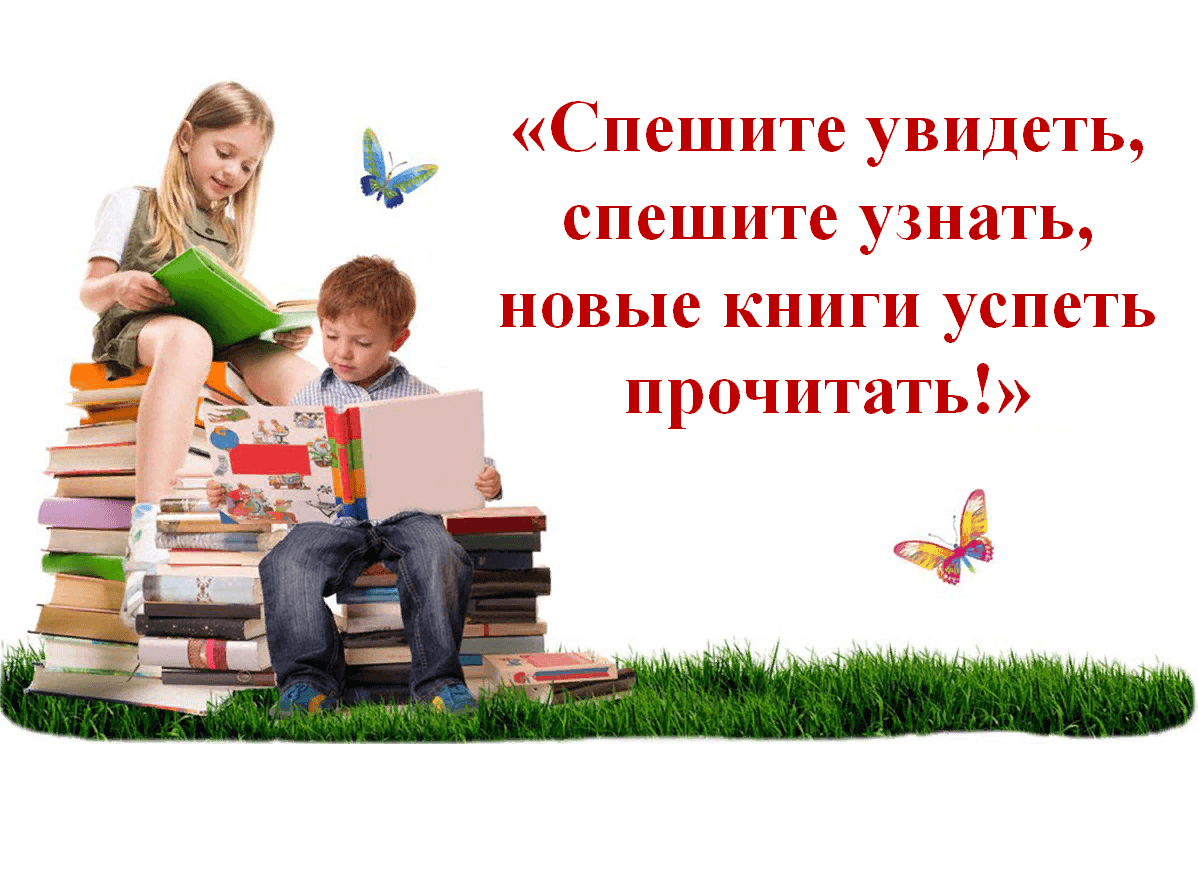 «Спешите увидеть,
спешите узнать,
новые книги успеть
прочитать!»